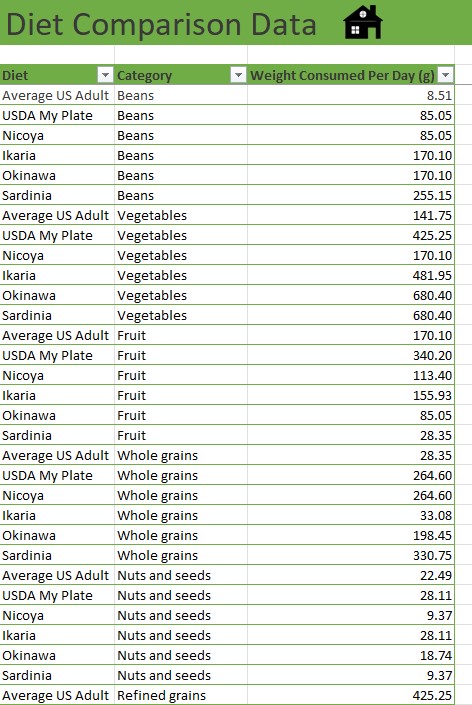 Diet Comparison Data
Diet Category Weight Consumed Per Day (g)
Average US Adult Beans 8.51
USDA My Plate Beans 85.05
Nicoya Beans 85.05
Ikaria Beans 170.10
Okinawa Beans 170.10
Sardinia Beans 255.15
Average US Adult Vegetables 141.75
USDA My Plate Vegetables 425.25
Nicoya Vegetables 170.10
Ikaria Vegetables 481.95
Okinawa Vegetables 680.40
Sardinia Vegetables 680.40
Average US Adult Fruit 170.10
USDA My Plate Fruit 340.20
Nicoya Fruit 113.40
Ikaria Fruit 155.93
Okinawa Fruit 85.05
Sardinia Fruit 28.35
Average US Adult Whole grains 28.35
USDA My Plate Whole grains 264.60
Nicoya Whole grains 264.60
Ikaria Whole grains 33.08
Okinawa Whole grains 198.45
Sardinia Whole grains 330.75
Average US Adult Nuts and seeds 22.49
USDA My Plate Nuts and seeds 28.11
Nicoya Nuts and seeds 9.37
Ikaria Nuts and seeds 28.11
Okinawa Nuts and seeds 18.74
Sardinia Nuts and seeds 9.37
Average US Adult Refined grains 425.25